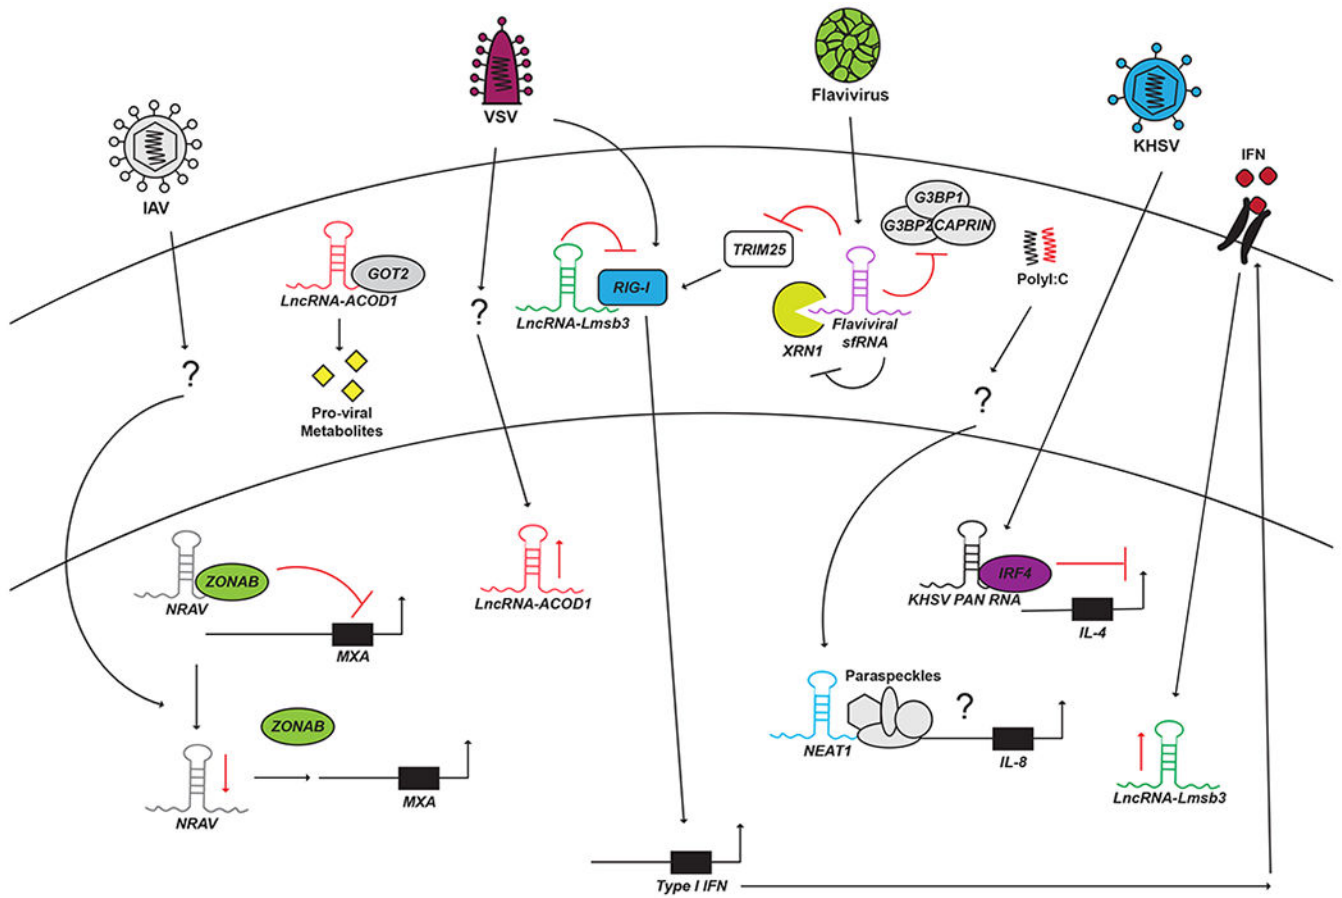 VSV
Flavivirus
KHSV
IFN
IAV
G3BP1
G3BP2
CAPRIN
TRIM25
GOT2
LncRNA-ACOD1
RIG-I
PolyI:C
?
LncRNA-Lmsb3
Flaviviral
sfRNA
XRN1
?
Pro-viral
Metabolites
?
ZONAB
NRAV
MXA
LncRNA-ACOD1
IRF4
KHSV PAN RNA
IL-4
Paraspeckles
?
NEAT1
IL-8
ZONAB
NRAV
MXA
LncRNA-Lmsb3
Type I IFN